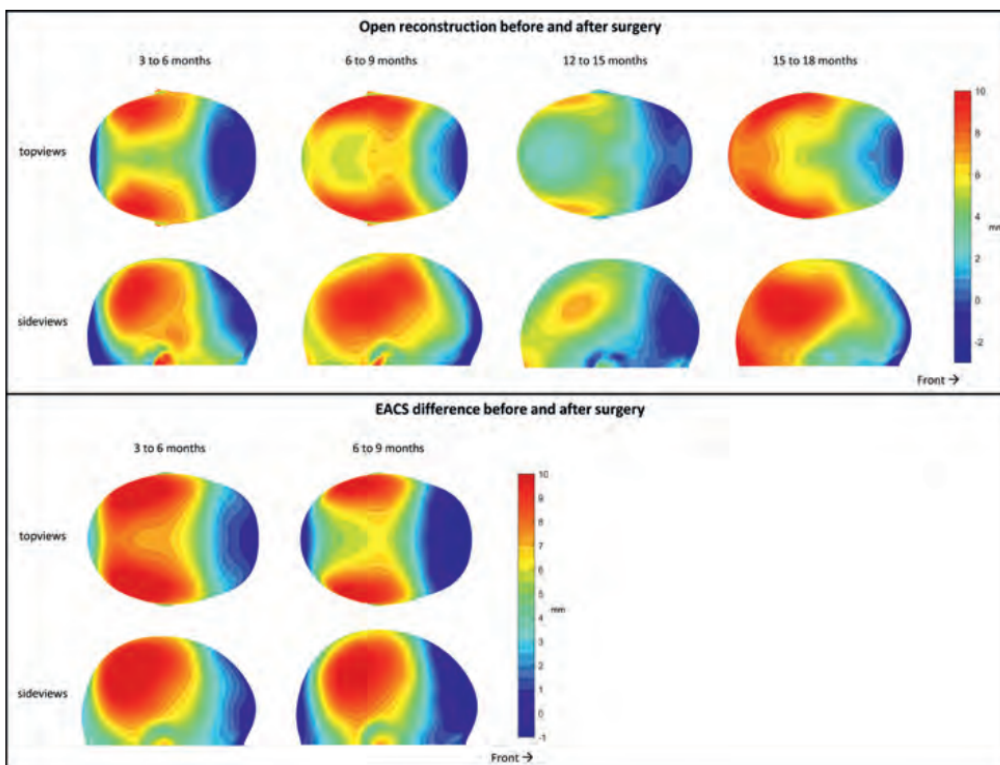 Open reconstruction before and after surgery
3 to 6 months
6 to 9 months
12 to 15 months
15 to 18 months
topviews
sideviews
10
8
6
4
mm
2
0
-2
Front →
EACS difference before and after surgery
3 to 6 months
6 to 9 months
topviews
sideviews
10
9
8
7
6
5
mm
4
3
2
1
0
-1
Front →